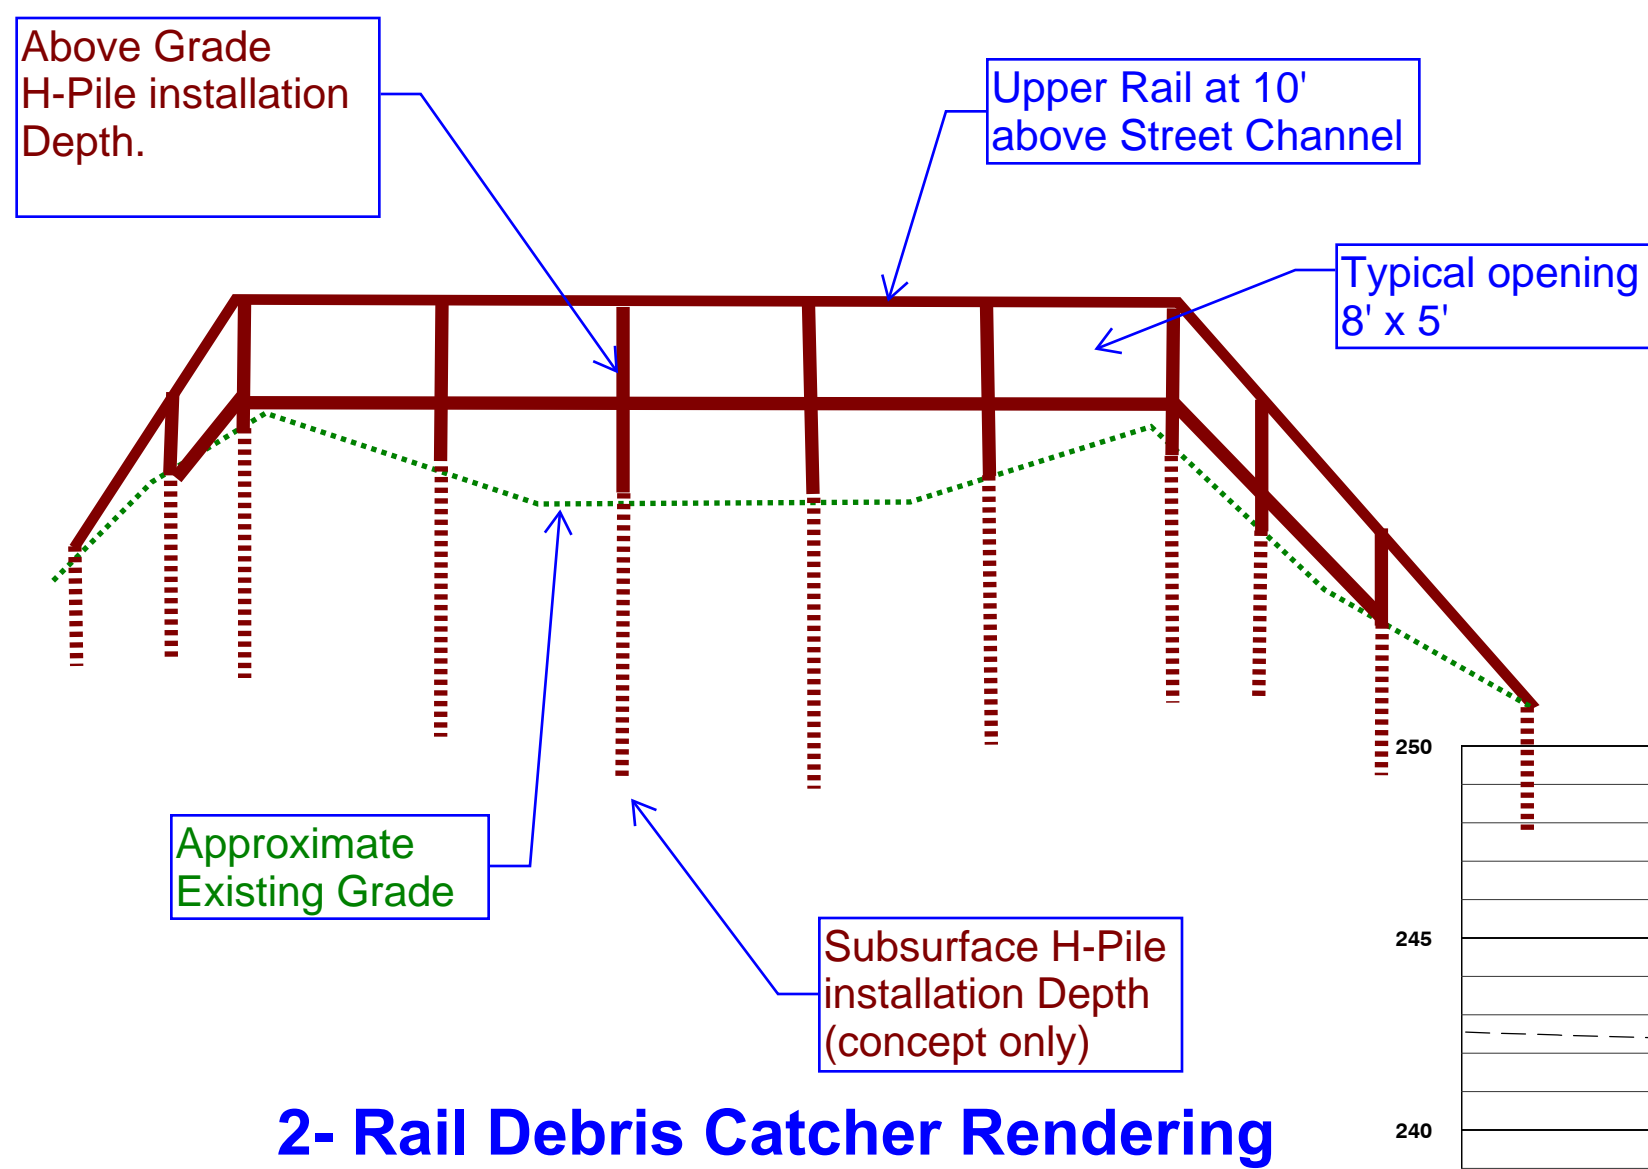 Above Grade
H-Pile installation
Depth.
Upper Rail at 10'
above Street Channel
Typical opening
8' x 5'
Approximate
Existing Grade
Subsurface H-Pile
installation Depth
(concept only)
2- Rail Debris Catcher Rendering
250
245
240